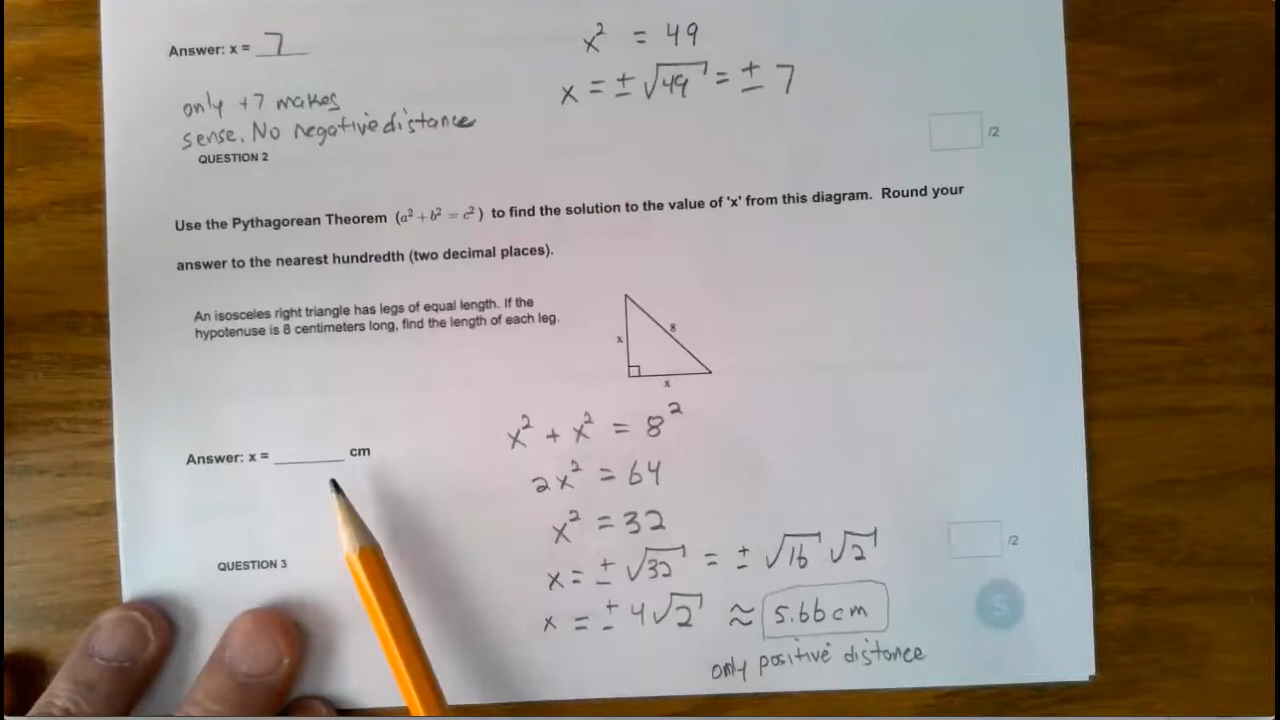 Answer: x = 7
x² = 49
x = ± √49 = ± 7
only +7 makes
sense. No negative distance
/2
QUESTION 2
Use the Pythagorean Theorem (a² + b² = c²) to find the solution to the value of 'x' from this diagram. Round your
answer to the nearest hundredth (two decimal places).
An isosceles right triangle has legs of equal length. If the
hypotenuse is 8 centimeters long, find the length of each leg.
x
8
x
x² + x² = 8²
Answer: x = ______ cm
2x² = 64
x² = 32
/2
QUESTION 3
x = ± √32 = ± √16 √2
x = ± 4√2 ≈ 5.66 cm
only positive distance
S